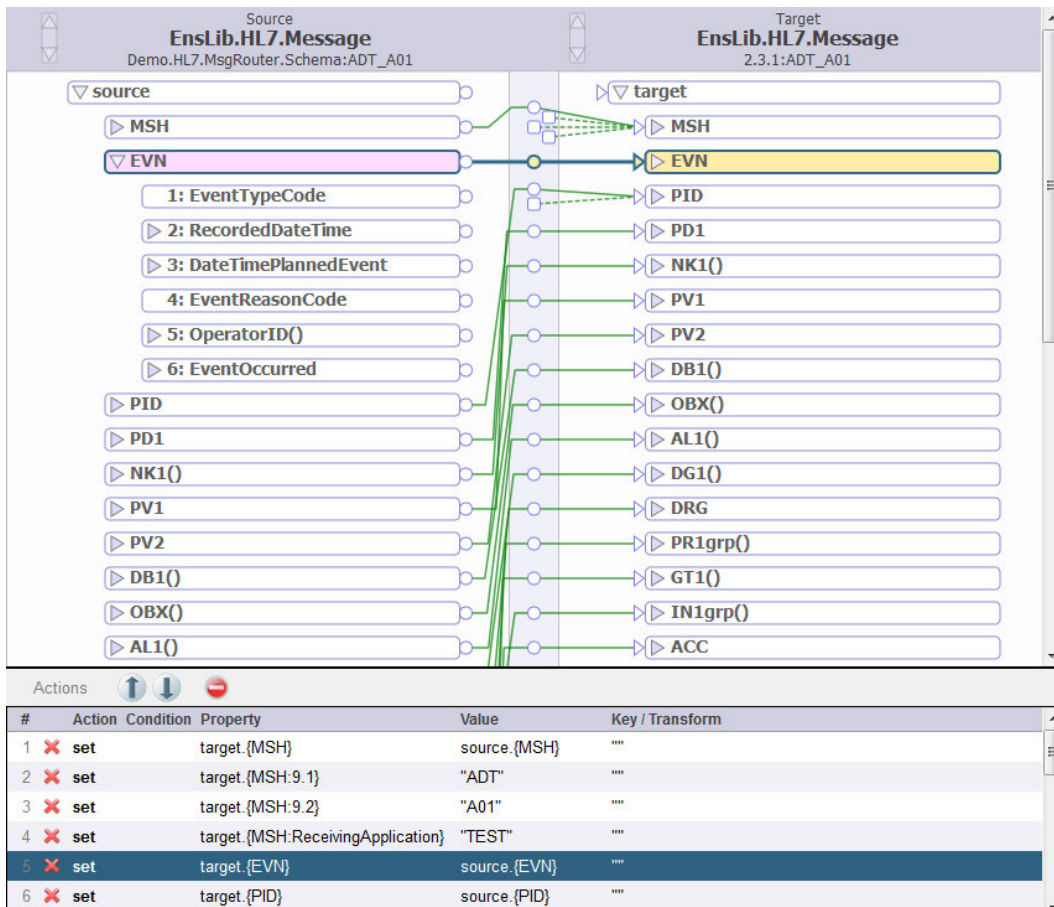 Source
EnsLib.HL7.Message
Demo.HL7.MsgRouter.Schema:ADT_A01
Target
EnsLib.HL7.Message
2.3.1:ADT_A01
source
target
MSH
MSH
EVN
EVN
1: EventTypeCode
PID
2: RecordedDateTime
PD1
3: DateTimePlannedEvent
NK1()
4: EventReasonCode
PV1
5: OperatorID()
PV2
6: EventOccurred
DB1()
PID
OBX()
PD1
AL1()
NK1()
DG1()
PV1
DRG
PV2
PR1grp()
DB1()
GT1()
OBX()
IN1grp()
AL1()
ACC
Actions
# Action Condition Property Value Key / Transform
1 set target.{MSH} source.{MSH} ""
2 set target.{MSH:9.1} "ADT" ""
3 set target.{MSH:9.2} "A01" ""
4 set target.{MSH:ReceivingApplication} "TEST" ""
5 set target.{EVN} source.{EVN} ""
6 set target.{PID} source.{PID} ""